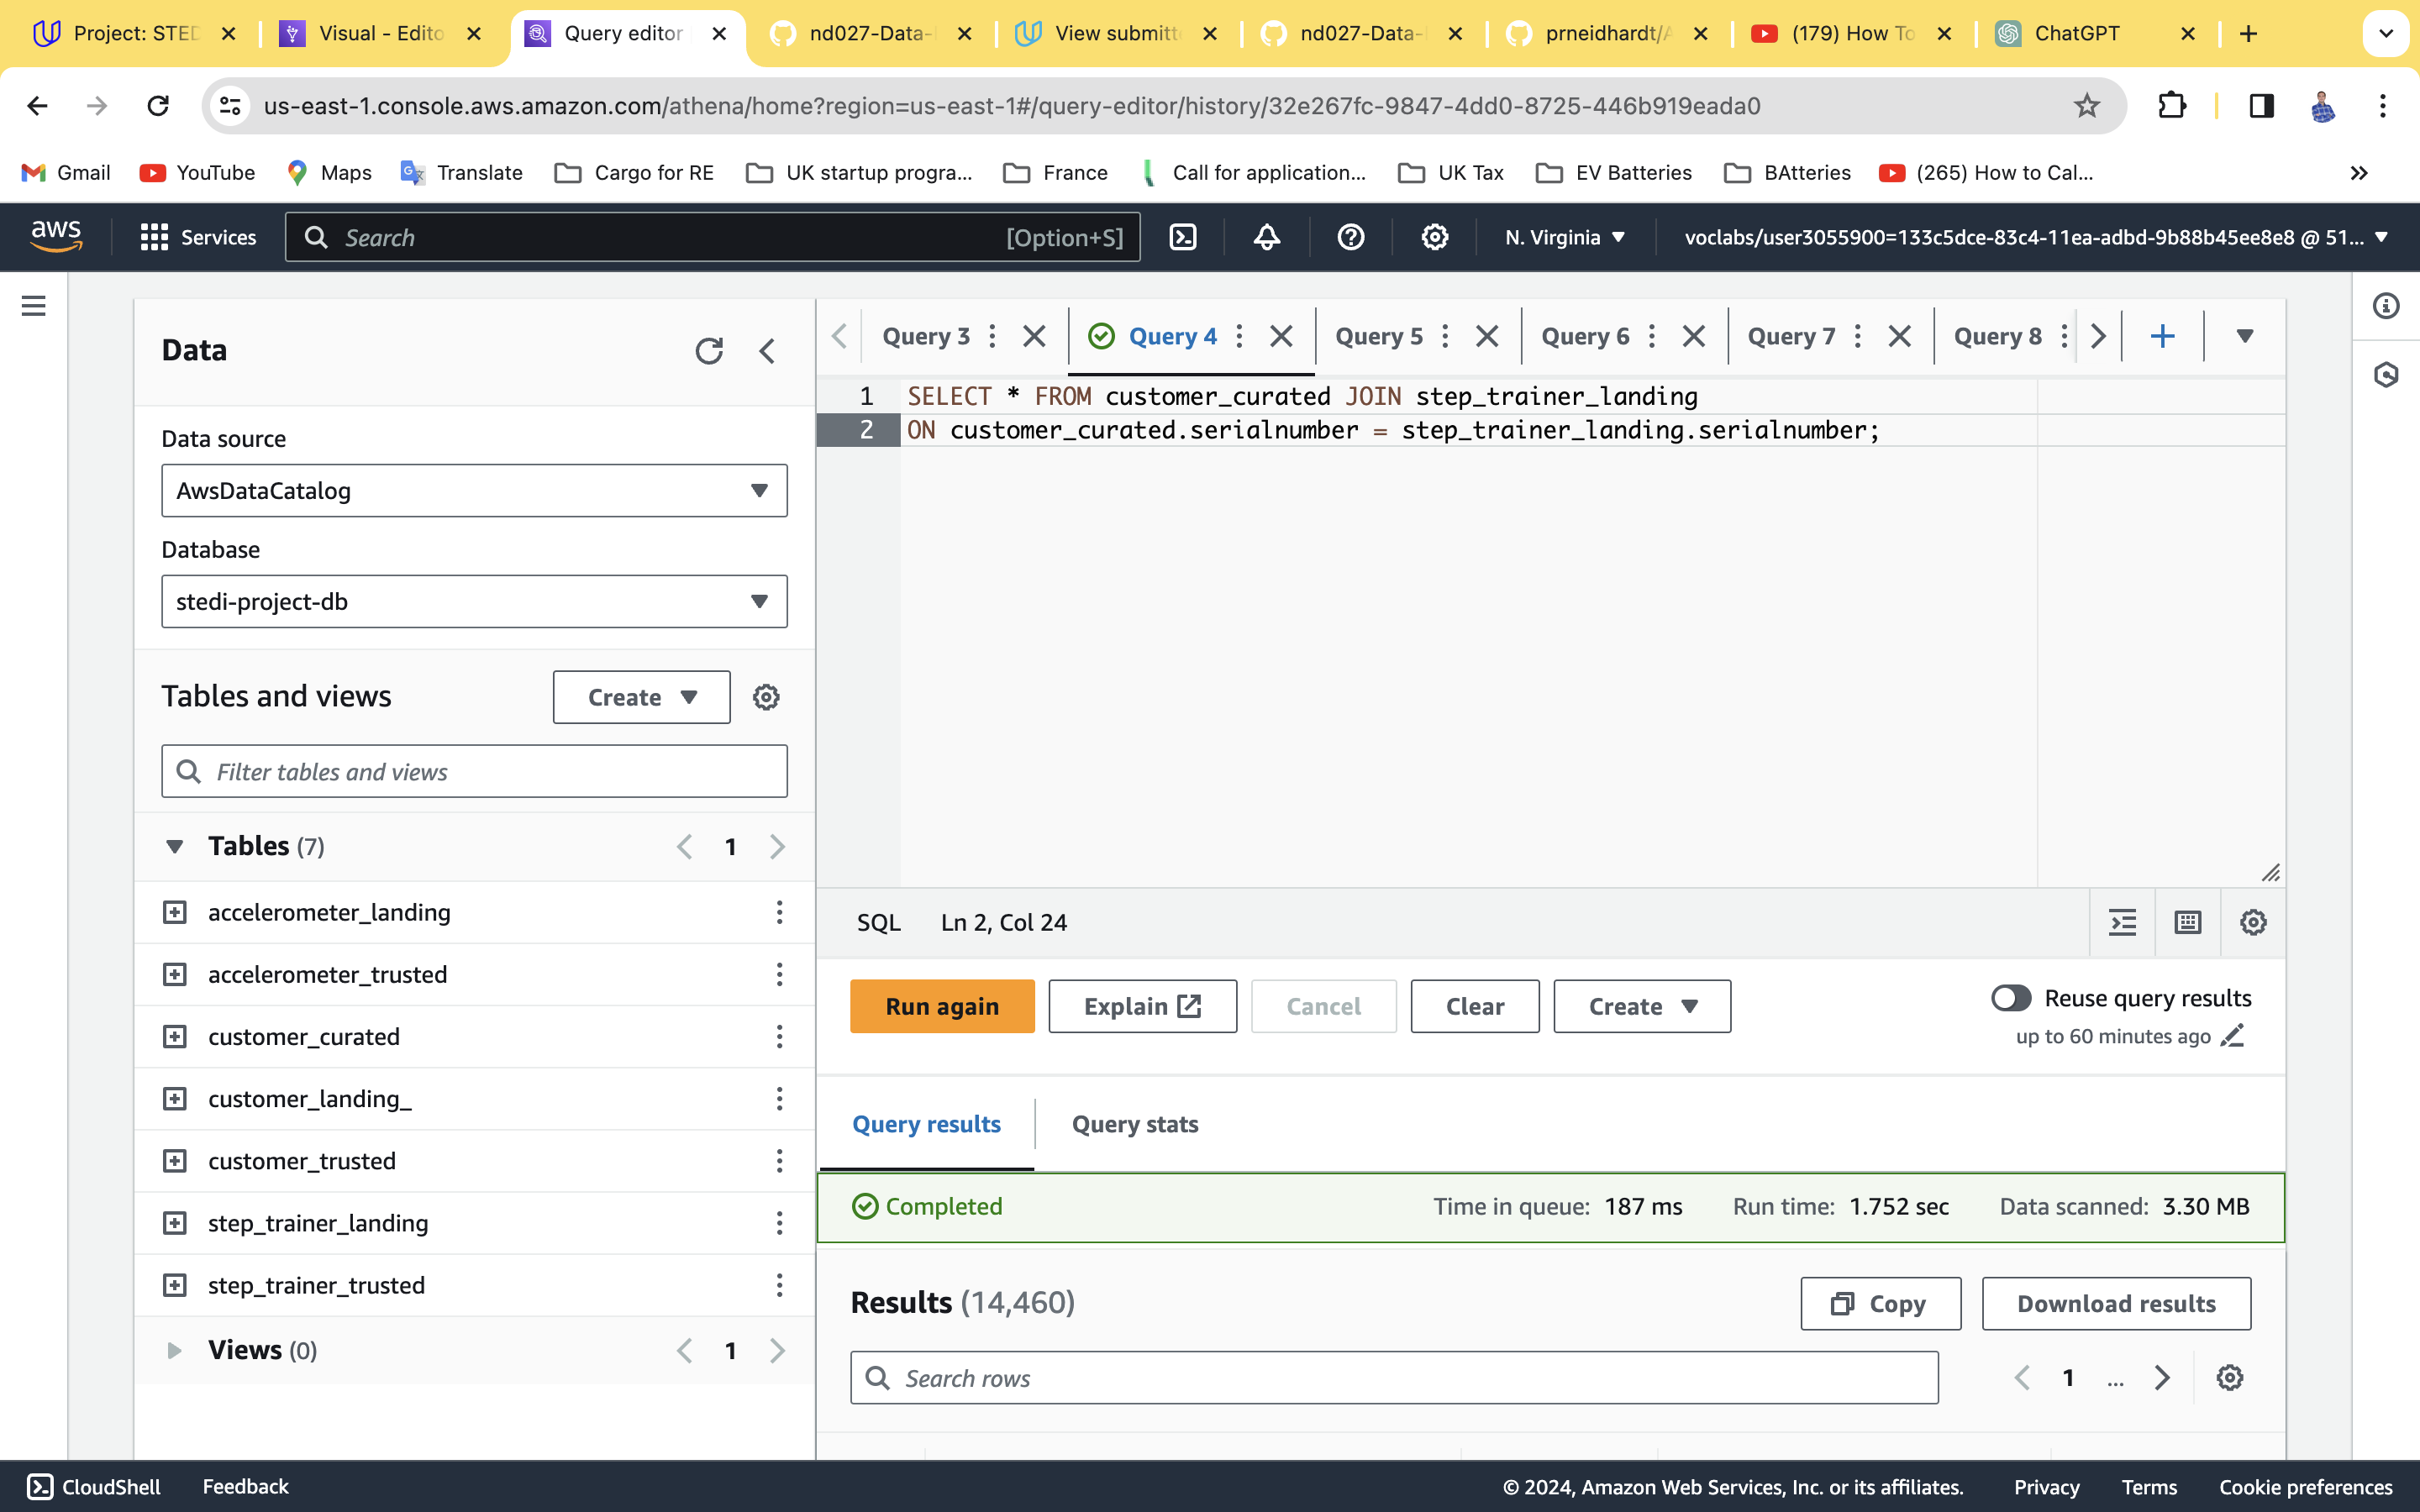 Project: STED
Visual - Edito
Query editor
nd027-Data-
View submitt
nd027-Data-
prneidhardt/A
(179) How To
ChatGPT
us-east-1.console.aws.amazon.com/athena/home?region=us-east-1#/query-editor/history/32e267fc-9847-4dd0-8725-446b919eada0
Gmail
YouTube
Maps
Translate
Cargo for RE
UK startup progra...
France
Call for application...
UK Tax
EV Batteries
BAtteries
(265) How to Cal...
aws
Services
Search
[Option+S]
N. Virginia
voclabs/user3055900=133c5dce-83c4-11ea-adbd-9b88b45ee8e8 @ 51...
Data
Data source
AwsDataCatalog
Database
stedi-project-db
Tables and views
Create
Filter tables and views
Tables (7)
1
accelerometer_landing
accelerometer_trusted
customer_curated
customer_landing_
customer_trusted
step_trainer_landing
step_trainer_trusted
Views (0)
1
Query 3
Query 4
Query 5
Query 6
Query 7
Query 8
1 SELECT * FROM customer_curated JOIN step_trainer_landing
2 ON customer_curated.serialnumber = step_trainer_landing.serialnumber;
SQL
Ln 2, Col 24
Run again
Explain
Cancel
Clear
Create
Reuse query results
up to 60 minutes ago
Query results
Query stats
Completed
Time in queue: 187 ms
Run time: 1.752 sec
Data scanned: 3.30 MB
Results (14,460)
Copy
Download results
Search rows
1
...
CloudShell
Feedback
© 2024, Amazon Web Services, Inc. or its affiliates.
Privacy
Terms
Cookie preferences